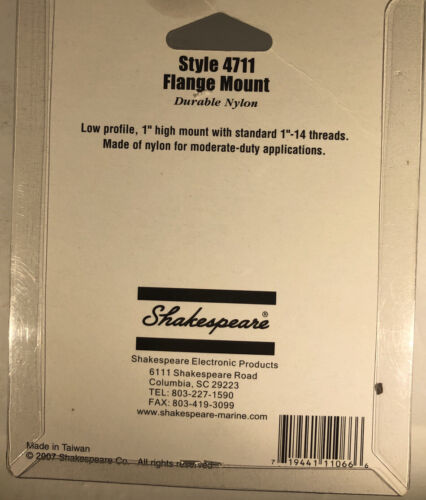 Style 4711
Flange Mount
Durable Nylon
Low profile, 1" high mount with standard 1"-14 threads.
Made of nylon for moderate-duty applications.
Shakespeare®
Shakespeare Electronic Products
6111 Shakespeare Road
Columbia, SC 29223
TEL: 803-227-1590
FAX: 803-419-3099
www.shakespeare-marine.com
Made in Taiwan
© 2007 Shakespeare Co. All rights reserved
7 19441 11066 6